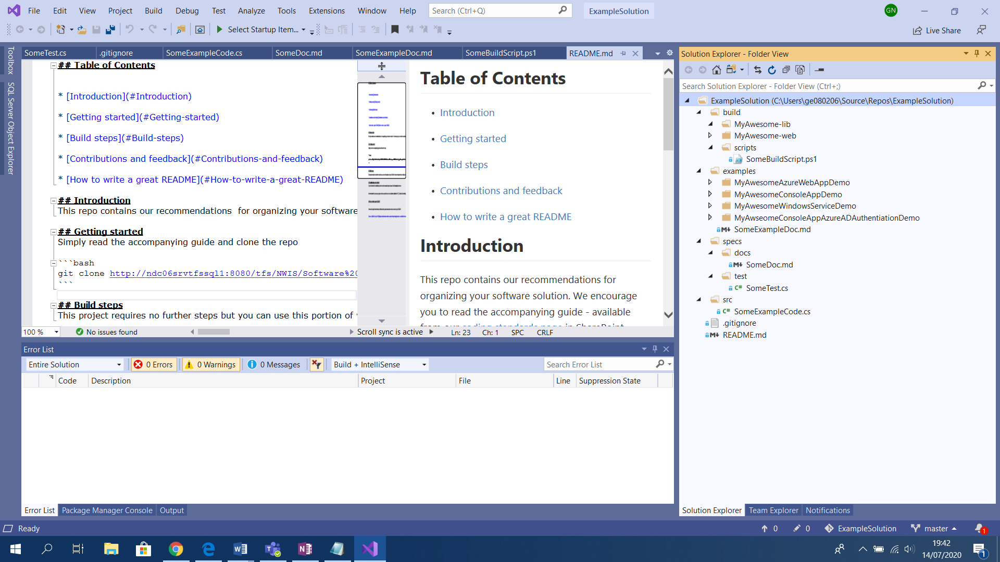 File Edit View Project Build Debug Test Analyze Tools Extensions Window Help Search (Ctrl+Q) ExampleSolution GN
Select Startup Item... Live Share
Toolbox
SQL Server Object Explorer
SomeTest.cs .gitignore SomeExampleCode.cs SomeDoc.md SomeExampleDoc.md SomeBuildScript.ps1 README.md
## Table of Contents
* [Introduction](#Introduction)
* [Getting started](#Getting-started)
* [Build steps](#Build-steps)
* [Contributions and feedback](#Contributions-and-feedback)
* [How to write a great README](#How-to-write-a-great-README)
## Introduction
This repo contains our recommendations  for organizing your software
## Getting started
Simply read the accompanying guide and clone the repo
```bash
git clone http://ndc06srvtfssql1:8080/tfs/NWIS/Software%20
```
## Build steps
This project requires no further steps but you can use this portion of
Table of Contents
• Introduction
• Getting started
• Build steps
• Contributions and feedback
• How to write a great README
Introduction
This repo contains our recommendations for
organizing your software solution. We encourage
you to read the accompanying guide - available
from our coding standards page in SharePoint
100 % No issues found Scroll sync is active Ln: 23 Ch: 1 SPC CRLF
Error List
Entire Solution 0 Errors 0 Warnings 0 Messages Build + IntelliSense Search Error List
Code Description Project File Line Suppression State
Error List Package Manager Console Output
Solution Explorer - Folder View
Search Solution Explorer - Folder View (Ctrl+;)
ExampleSolution (C:\Users\ge080206\Source\Repos\ExampleSolution)
build
MyAwesome-lib
MyAwesome-web
scripts
SomeBuildScript.ps1
examples
MyAwesomeAzureWebAppDemo
MyAwesomeConsoleAppDemo
MyAwesomeWindowsServiceDemo
MyAwseomeConsoleAppAzureADAuthentiationDemo
M↓ SomeExampleDoc.md
specs
docs
M↓ SomeDoc.md
test
C# SomeTest.cs
src
C# SomeExampleCode.cs
.gitignore
M↓ README.md
Solution Explorer Team Explorer Notifications
Ready 0 0 ExampleSolution master 1
19:42
14/07/2020
1